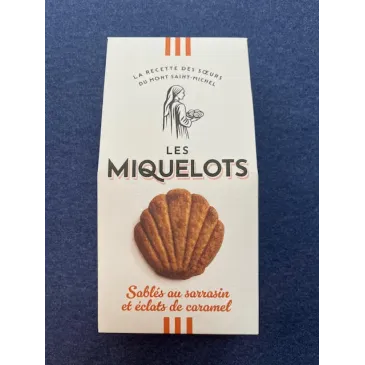 LA RECETTE DES SŒURS
DU MONT SAINT-MICHEL
LES
MIQUELOTS
Sablés au sarrasin
et éclats de caramel